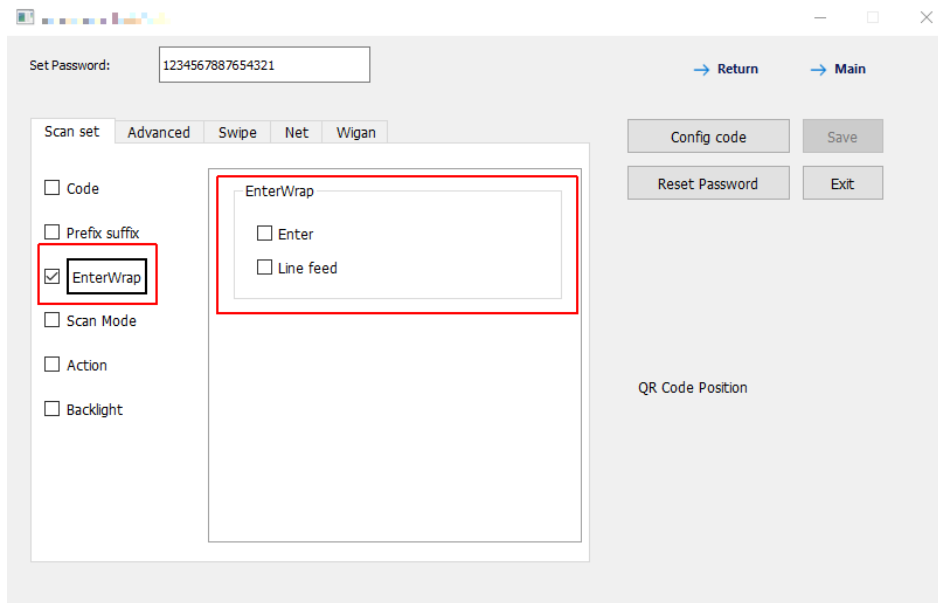 Set Password: 1234567887654321
Return Main
Scan set Advanced Swipe Net Wigan
Config code Save
Reset Password Exit
Code
Prefix suffix
EnterWrap
Scan Mode
Action
Backlight
EnterWrap
Enter
Line feed
QR Code Position